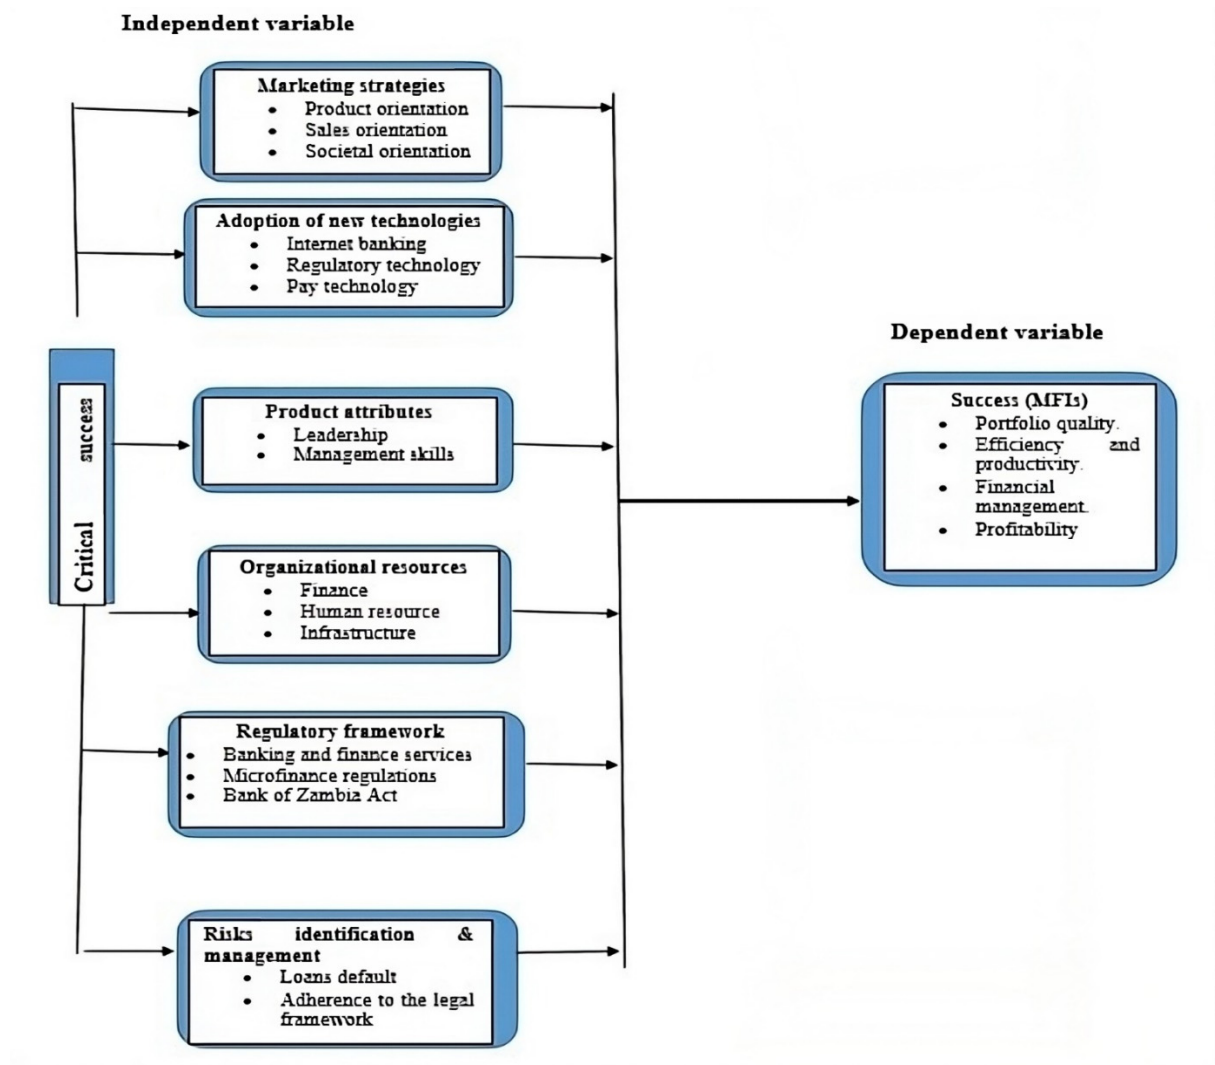 Independent variable
Marketing strategies
• Product orientation
• Sales orientation
• Societal orientation
Adoption of new technologies
• Internet banking
• Regulatory technology
• Pay technology
Critical success
Product attributes
• Leadership
• Management skills
Organizational resources
• Finance
• Human resource
• Infrastructure
Regulatory framework
• Banking and finance services
• Microfinance regulations
• Bank of Zambia Act
Risks identification &
management
• Loans default
• Adherence to the legal
framework
Dependent variable
Success (MFIs)
• Portfolio quality.
• Efficiency and
productivity.
• Financial
management.
• Profitability